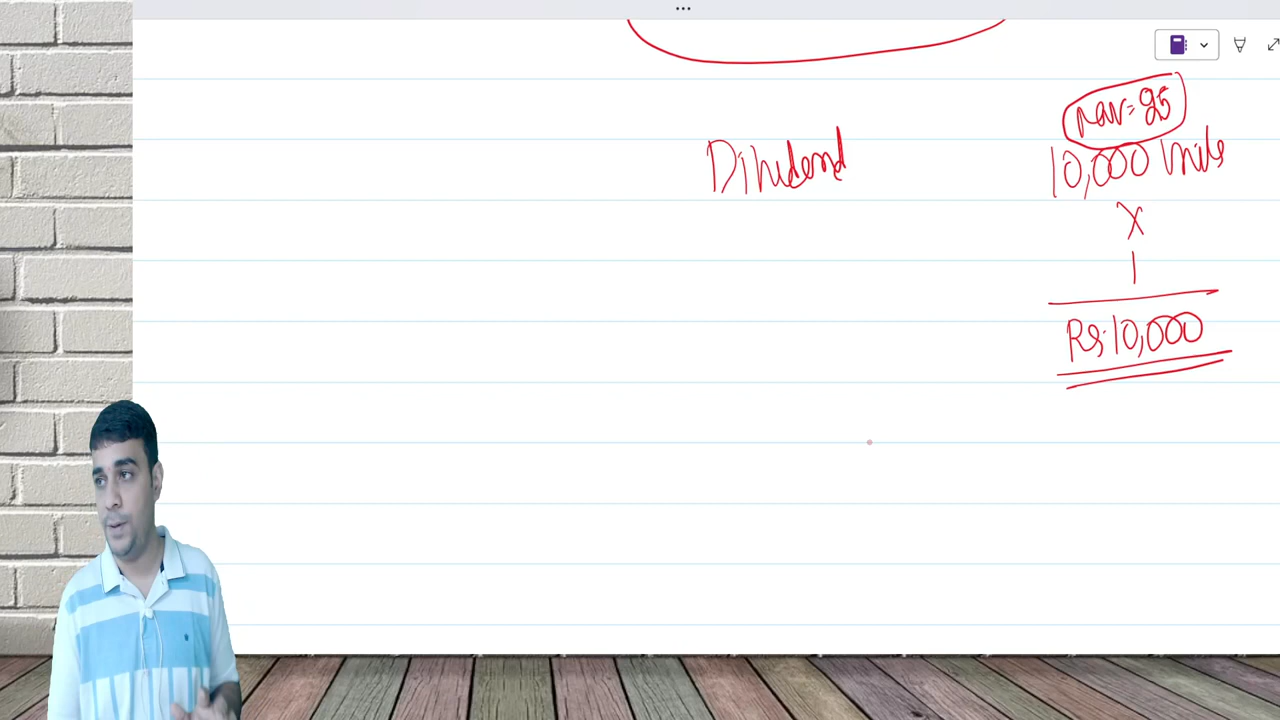 nav = 25
Dividend
10,000 Units
X
1
Rs. 10,000